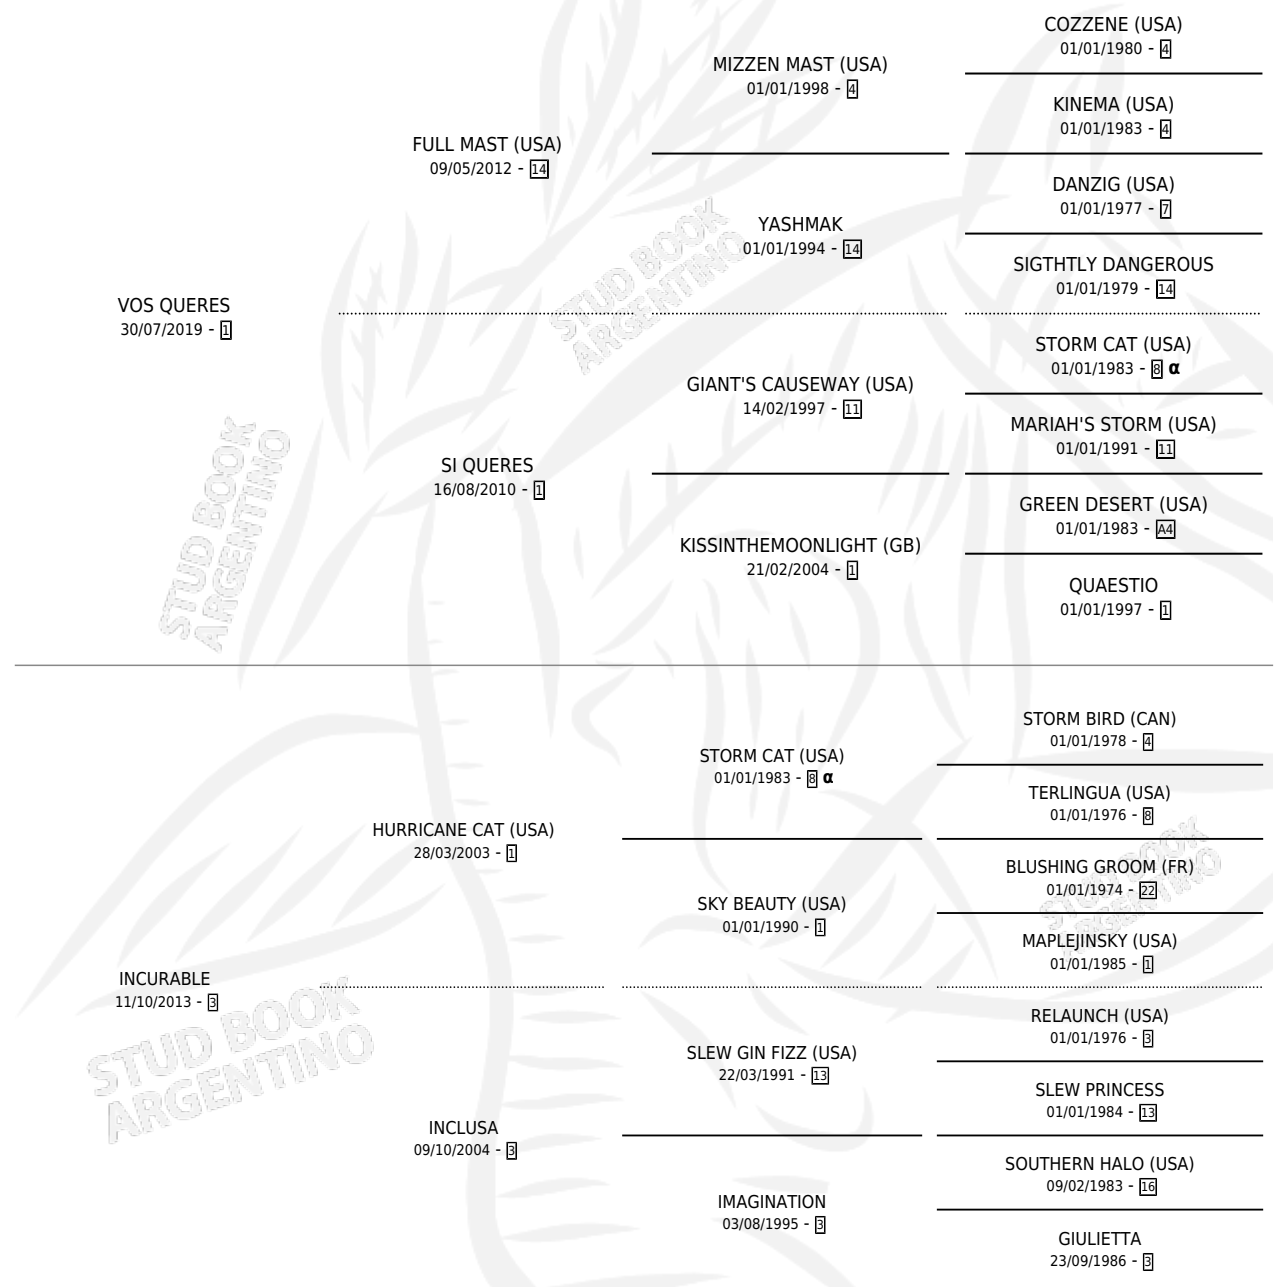 COZZENE (USA)
01/01/1980 - 4
MIZZEN MAST (USA)
01/01/1998 - 4
KINEMA (USA)
01/01/1983 - 4
FULL MAST (USA)
09/05/2012 - 14
DANZIG (USA)
01/01/1977 - 7
YASHMAK
01/01/1994 - 14
SIGTHTLY DANGEROUS
01/01/1979 - 14
VOS QUERES
30/07/2019 - 1
STORM CAT (USA)
01/01/1983 - 8 α
GIANT'S CAUSEWAY (USA)
14/02/1997 - 11
MARIAH'S STORM (USA)
01/01/1991 - 11
SI QUERES
16/08/2010 - 1
GREEN DESERT (USA)
01/01/1983 - A4
KISSINTHEMOONLIGHT (GB)
21/02/2004 - 1
QUAESTIO
01/01/1997 - 1
STUD BOOK
ARGENTINO
STUD BOOK
ARGENTINO
STORM BIRD (CAN)
01/01/1978 - 4
STORM CAT (USA)
01/01/1983 - 8 α
TERLINGUA (USA)
01/01/1976 - 8
HURRICANE CAT (USA)
28/03/2003 - 1
BLUSHING GROOM (FR)
01/01/1974 - 22
SKY BEAUTY (USA)
01/01/1990 - 1
MAPLEJINSKY (USA)
01/01/1985 - 1
INCURABLE
11/10/2013 - 3
RELAUNCH (USA)
01/01/1976 - 3
SLEW GIN FIZZ (USA)
22/03/1991 - 13
SLEW PRINCESS
01/01/1984 - 13
INCLUSA
09/10/2004 - 3
SOUTHERN HALO (USA)
09/02/1983 - 16
IMAGINATION
03/08/1995 - 3
GIULIETTA
23/09/1986 - 3
STUD BOOK
ARGENTINO
STUD BOOK
ARGENTINO